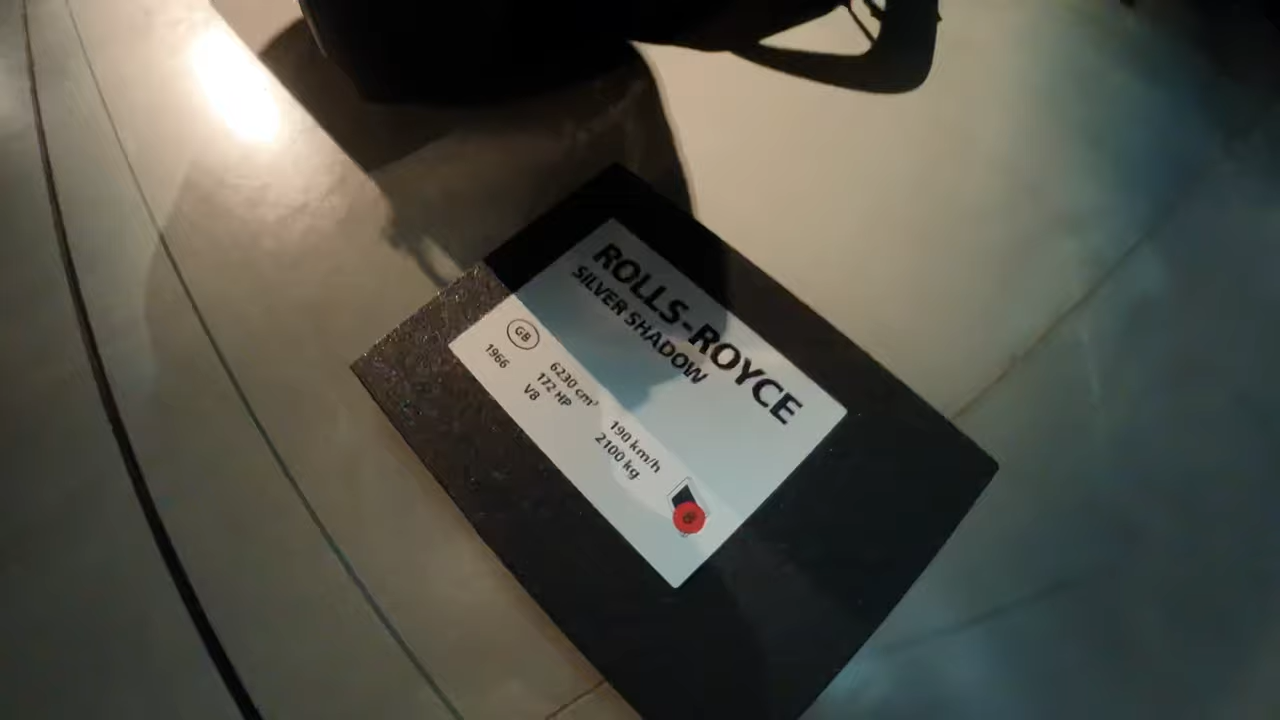 ROLLS-ROYCE
SILVER SHADOW
GB
1966
6230 cm³
172 HP
V8
190 km/h
2100 kg